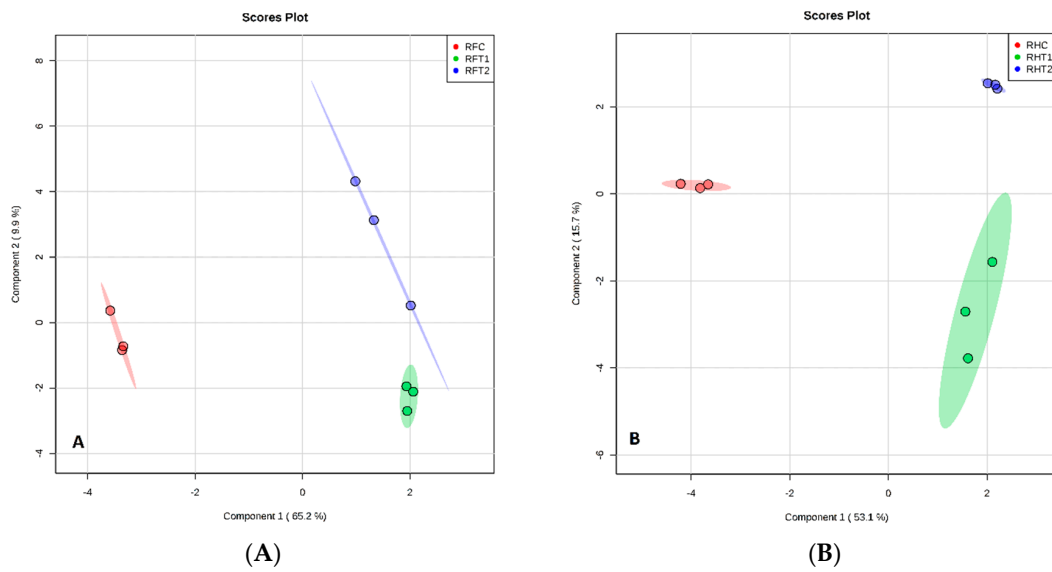 Scores Plot
RFC
RFT1
RFT2
8
6
4
2
0
-2
-4
Component 2 ( 9.9 %)
A
-4
-2
0
2
Component 1 ( 65.2 %)
(A)
Scores Plot
RHC
RHT1
RHT2
2
0
-2
-4
-6
Component 2 ( 15.7 %)
B
-4
-2
0
2
Component 1 ( 53.1 %)
(B)